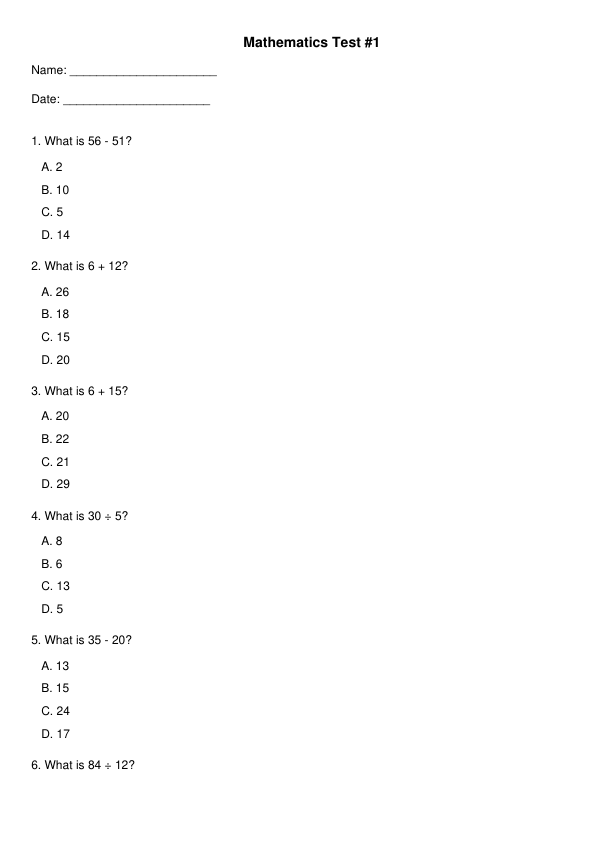 Mathematics Test #1
Name: ______________________
Date: ______________________
1. What is 56 - 51?
A. 2
B. 10
C. 5
D. 14
2. What is 6 + 12?
A. 26
B. 18
C. 15
D. 20
3. What is 6 + 15?
A. 20
B. 22
C. 21
D. 29
4. What is 30 ÷ 5?
A. 8
B. 6
C. 13
D. 5
5. What is 35 - 20?
A. 13
B. 15
C. 24
D. 17
6. What is 84 ÷ 12?